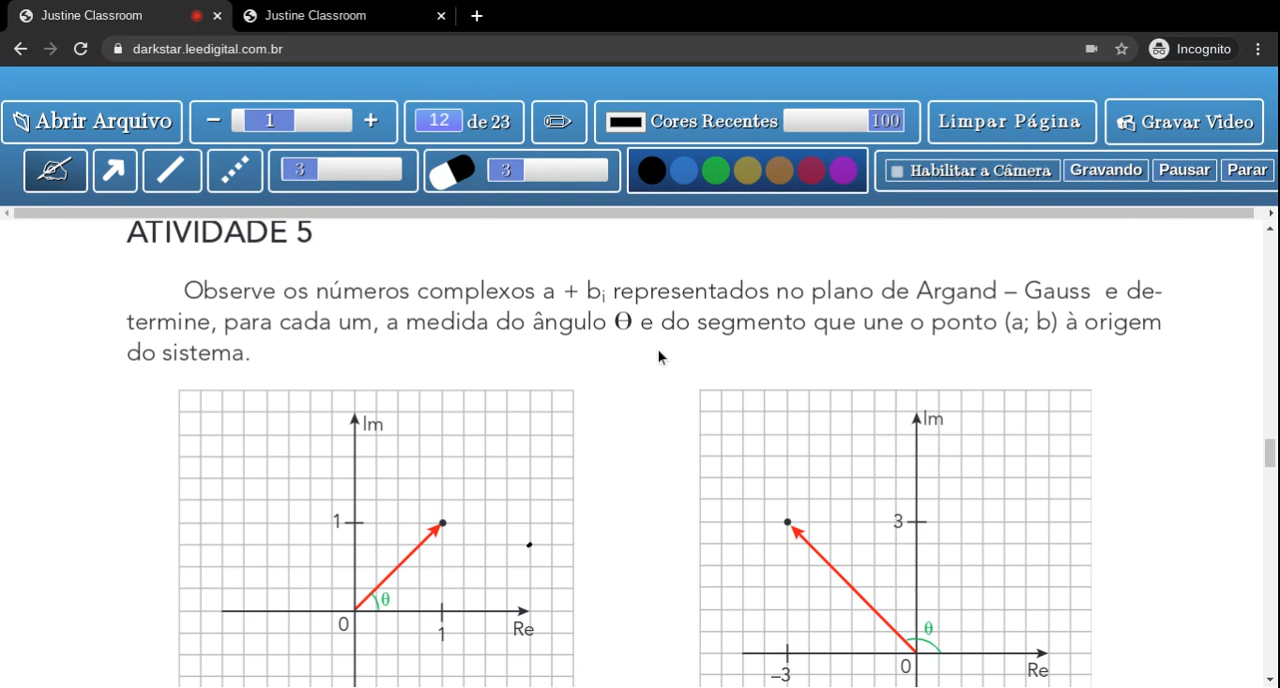 Justine Classroom
Justine Classroom
darkstar.leedigital.com.br
Incognito
Abrir Arquivo
− 1 +
12 de 23
Cores Recentes 100
Limpar Página
Gravar Video
3
3
Habilitar a Câmera Gravando Pausar Parar
ATIVIDADE 5
Observe os números complexos a + bi representados no plano de Argand – Gauss e de-
termine, para cada um, a medida do ângulo Θ e do segmento que une o ponto (a; b) à origem
do sistema.
Im
1
θ
0
1
Re
Im
3
θ
0
–3
Re